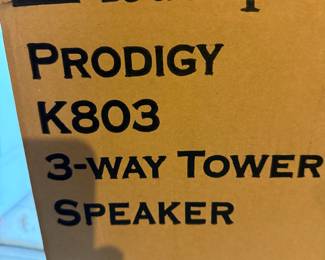 PRODIGY
K803
3-WAY TOWER
SPEAKER